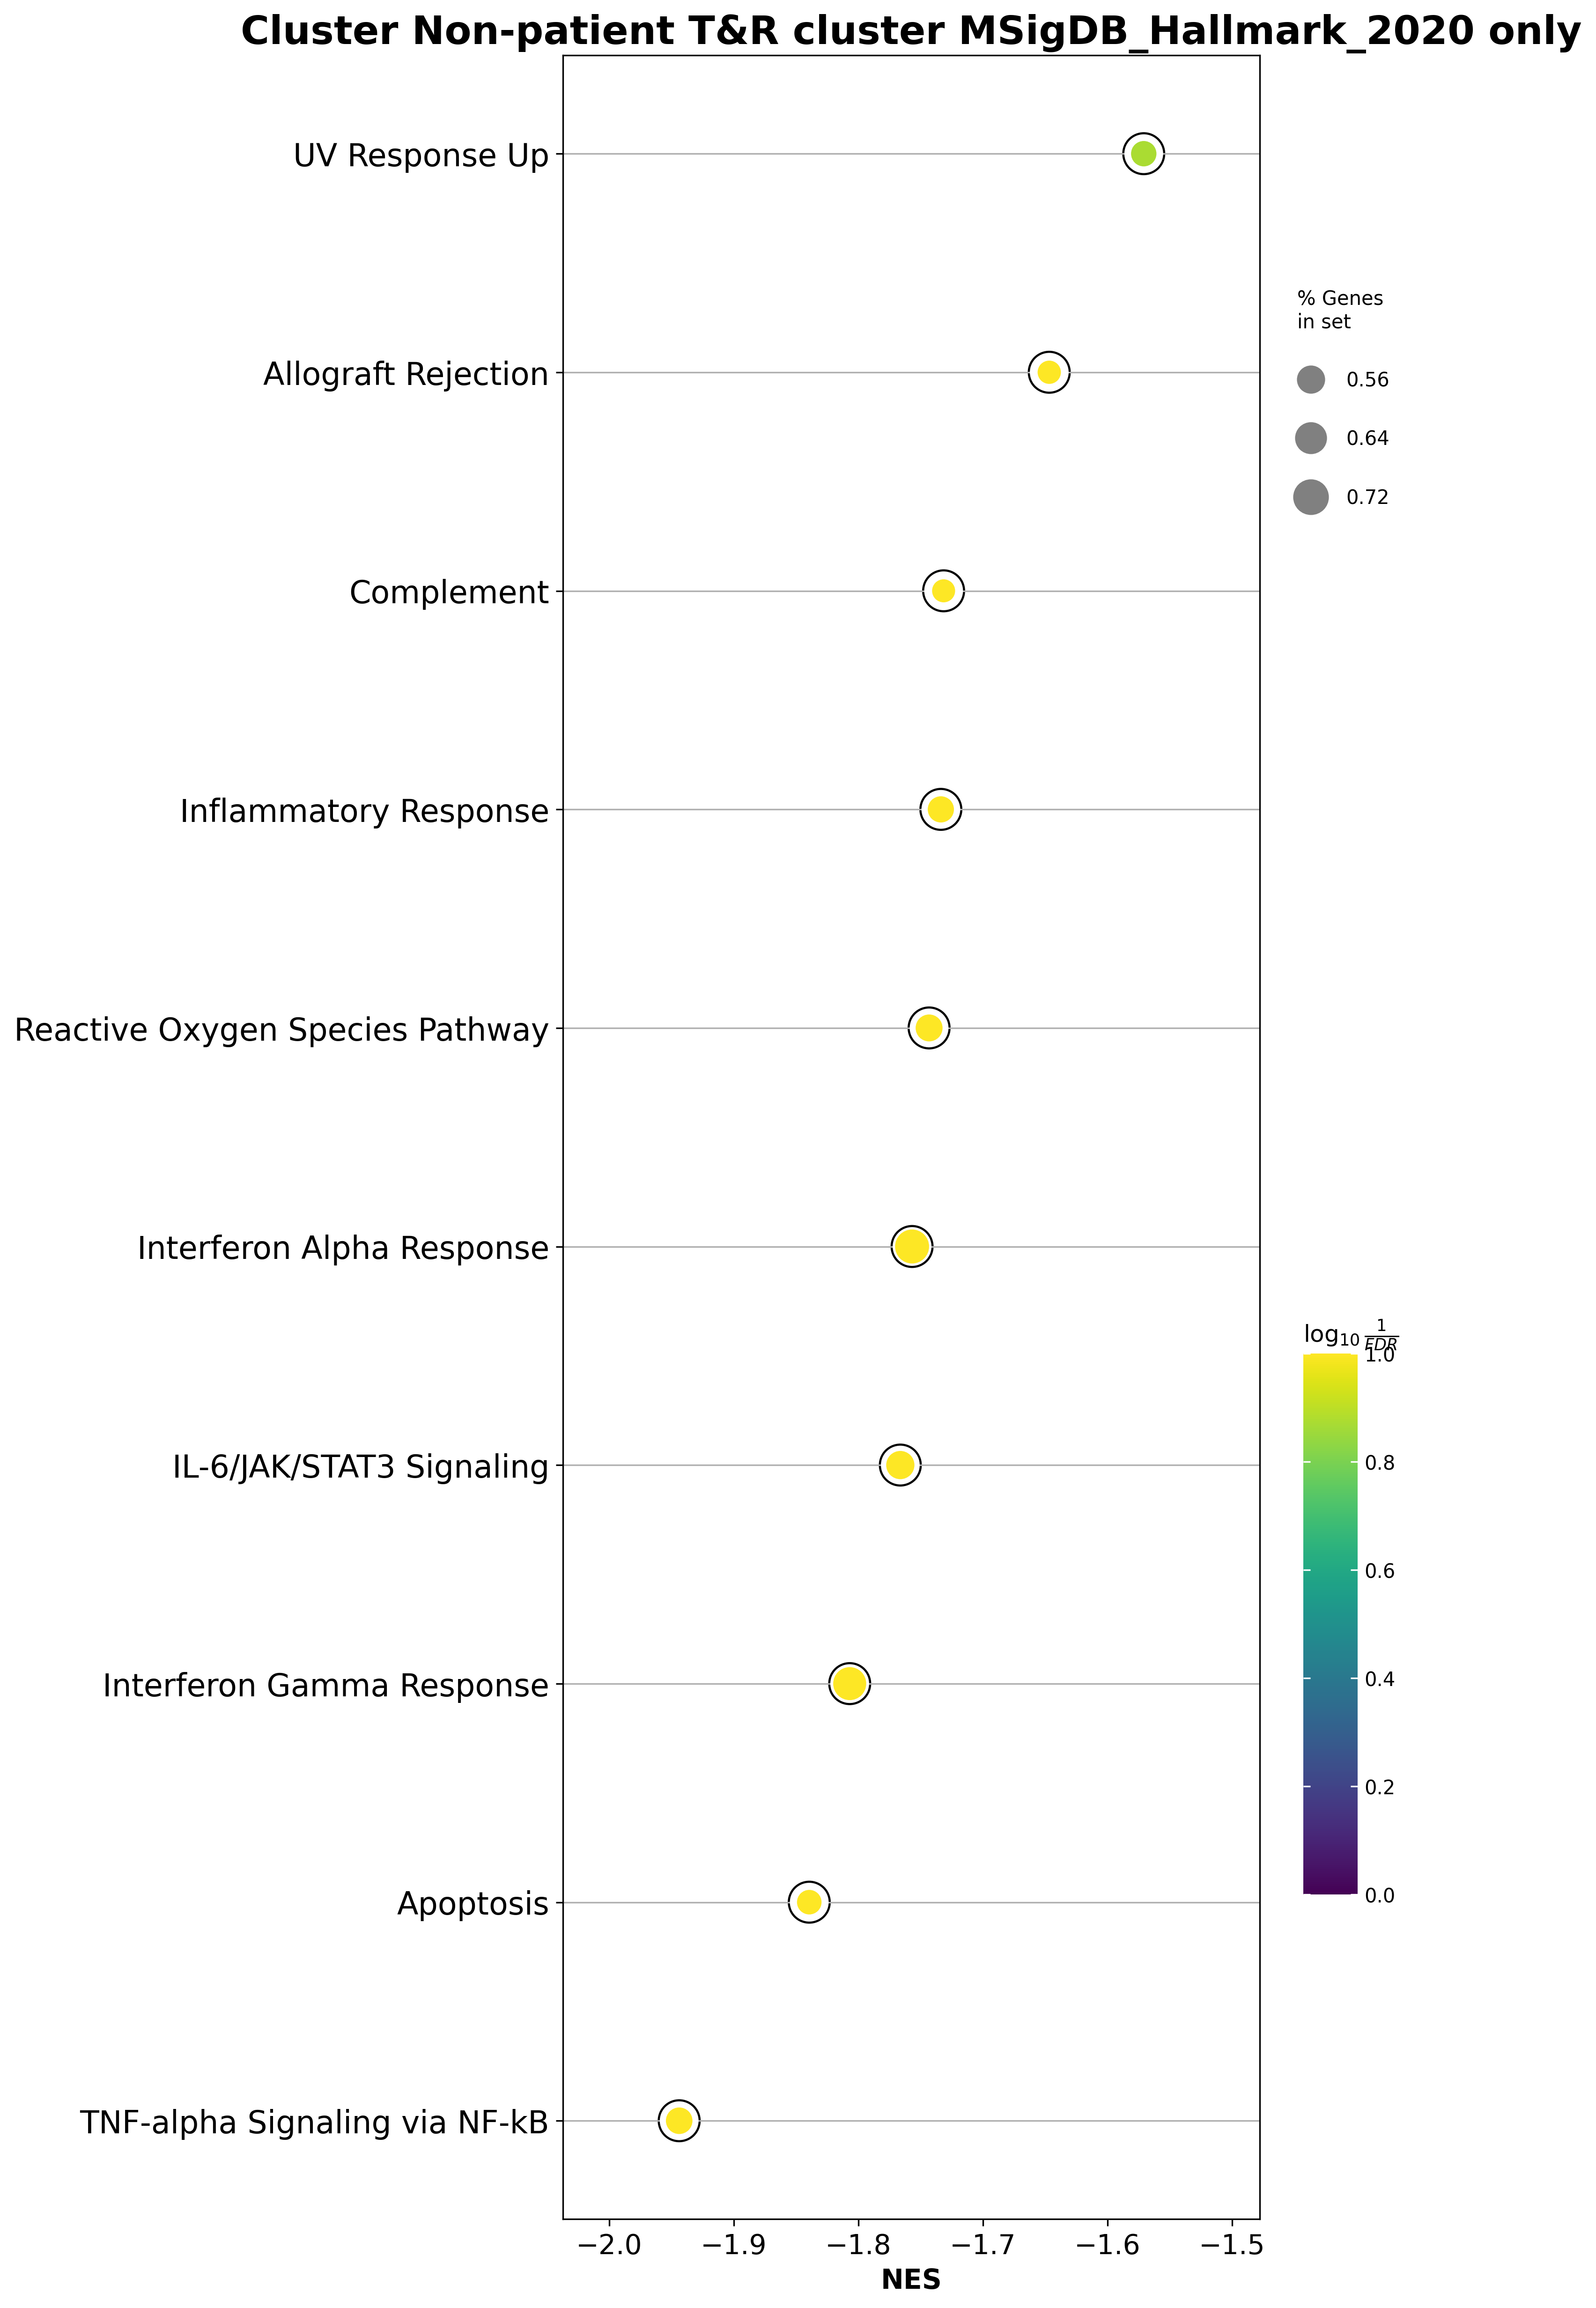 Cluster Non-patient T&R cluster MSigDB_Hallmark_2020 only
UV Response Up
Allograft Rejection
Complement
Inflammatory Response
Reactive Oxygen Species Pathway
Interferon Alpha Response
IL-6/JAK/STAT3 Signaling
Interferon Gamma Response
Apoptosis
TNF-alpha Signaling via NF-kB
−2.0 −1.9 −1.8 −1.7 −1.6 −1.5
NES
% Genes
in set
0.56
0.64
0.72
log10 1/FDR
1.0
0.8
0.6
0.4
0.2
0.0